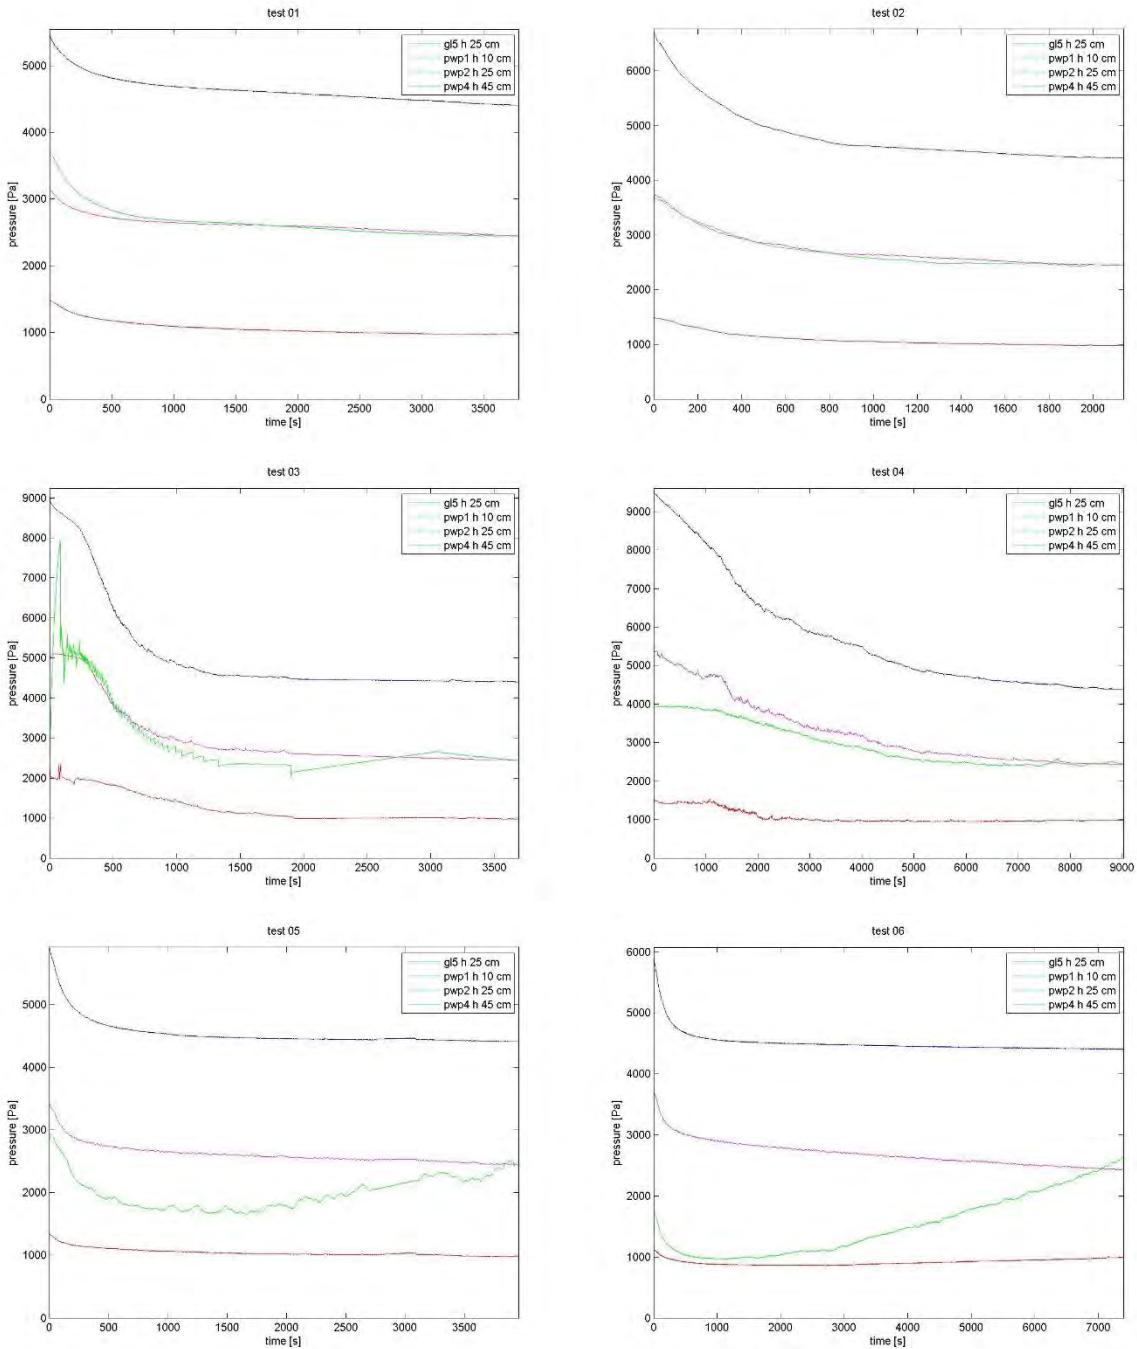 test 01
pressure [Pa]
5000
4000
3000
2000
1000
0
gl5 h 25 cm
pwp1 h 10 cm
pwp2 h 25 cm
pwp4 h 45 cm
0 500 1000 1500 2000 2500 3000 3500
time [s]
test 02
pressure [Pa]
6000
5000
4000
3000
2000
1000
0
gl5 h 25 cm
pwp1 h 10 cm
pwp2 h 25 cm
pwp4 h 45 cm
0 200 400 600 800 1000 1200 1400 1600 1800 2000
time [s]
test 03
pressure [Pa]
9000
8000
7000
6000
5000
4000
3000
2000
1000
0
gl5 h 25 cm
pwp1 h 10 cm
pwp2 h 25 cm
pwp4 h 45 cm
0 500 1000 1500 2000 2500 3000 3500
time [s]
test 04
pressure [Pa]
9000
8000
7000
6000
5000
4000
3000
2000
1000
0
gl5 h 25 cm
pwp1 h 10 cm
pwp2 h 25 cm
pwp4 h 45 cm
0 1000 2000 3000 4000 5000 6000 7000 8000 9000
time [s]
test 05
pressure [Pa]
5000
4000
3000
2000
1000
0
gl5 h 25 cm
pwp1 h 10 cm
pwp2 h 25 cm
pwp4 h 45 cm
0 500 1000 1500 2000 2500 3000 3500
time [s]
test 06
pressure [Pa]
6000
5000
4000
3000
2000
1000
0
gl5 h 25 cm
pwp1 h 10 cm
pwp2 h 25 cm
pwp4 h 45 cm
0 1000 2000 3000 4000 5000 6000 7000
time [s]